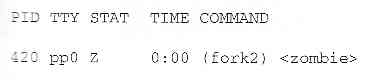 PID TTY STAT TIME COMMAND
420 pp0 Z 0:00 (fork2) <zombie>